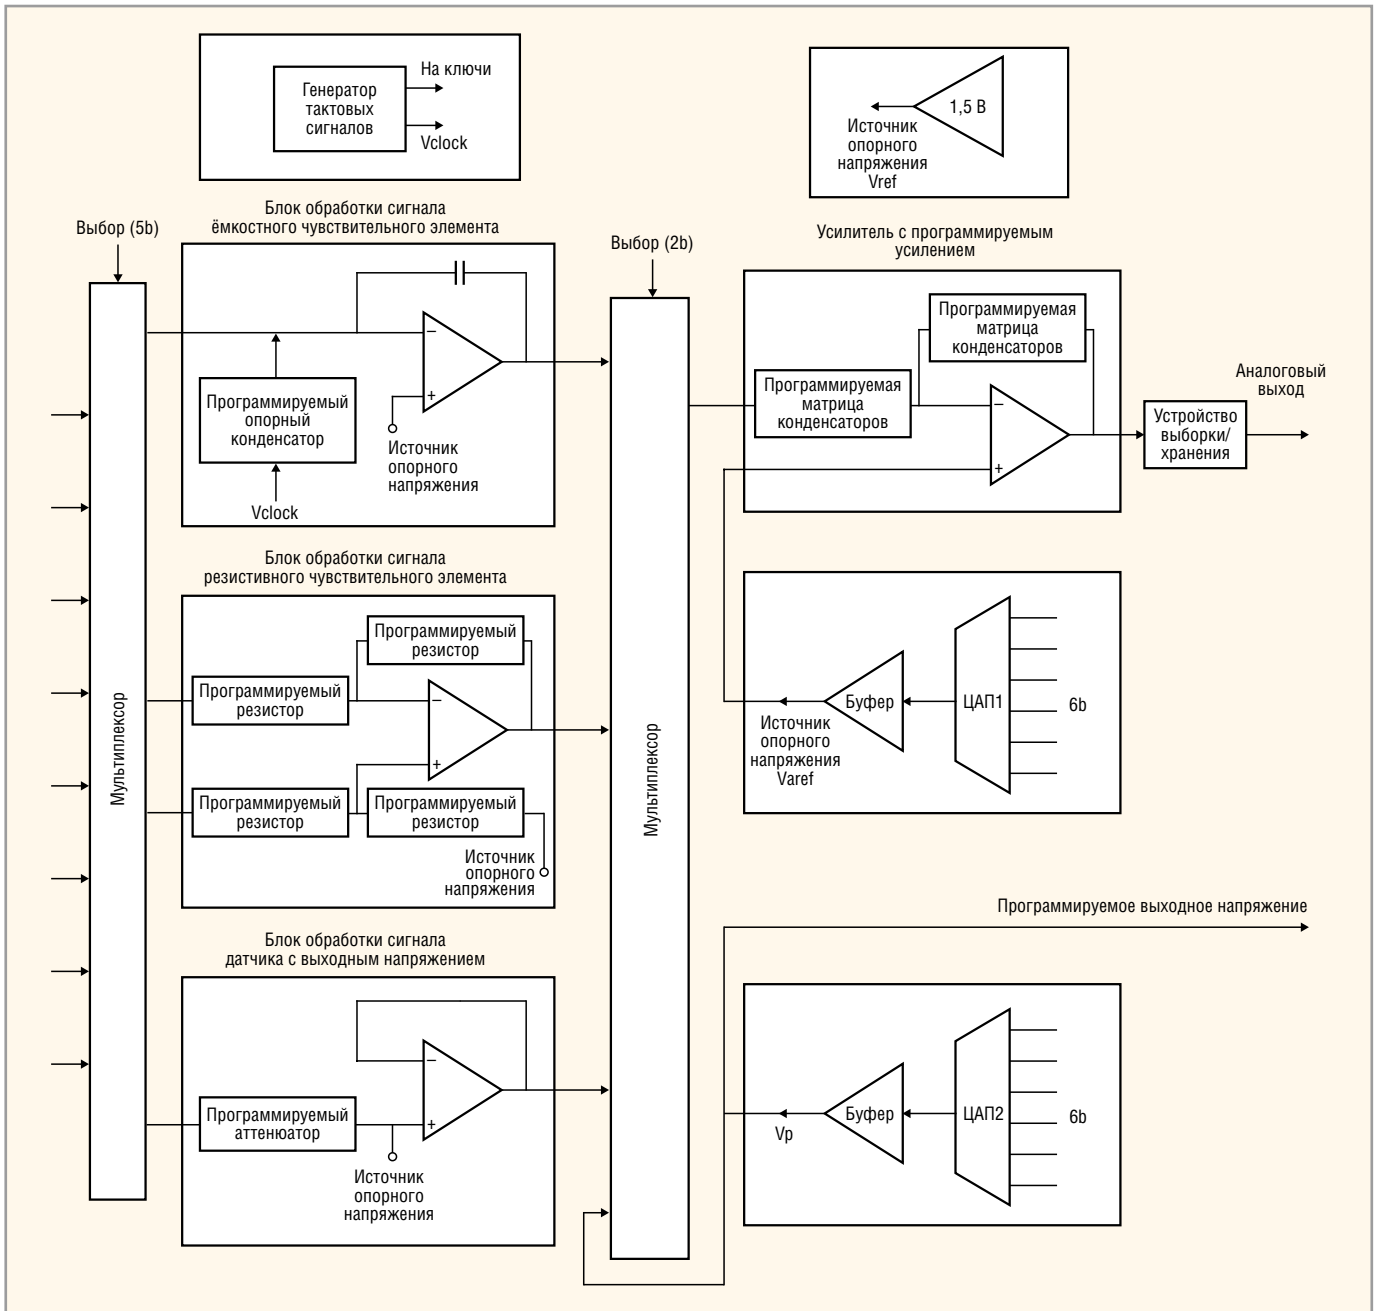 Генератор
тактовых
сигналов
На ключи
Vclock
1,5 В
Источник
опорного
напряжения
Vref
Выбор (5b)
Мультиплексор
Блок обработки сигнала
ёмкостного чувствительного элемента
Программируемый
опорный
конденсатор
Vclock
−
+
Источник
опорного
напряжения
Блок обработки сигнала
резистивного чувствительного элемента
Программируемый
резистор
Программируемый
резистор
−
+
Программируемый
резистор
Программируемый
резистор
Источник
опорного
напряжения
Блок обработки сигнала
датчика с выходным напряжением
Программируемый
аттенюатор
−
+
Источник
опорного
напряжения
Выбор (2b)
Мультиплексор
Усилитель с программируемым
усилением
Программируемая
матрица
конденсаторов
Программируемая
матрица
конденсаторов
−
+
Устройство
выборки/
хранения
Аналоговый
выход
Источник
опорного
напряжения
Varef
Буфер
ЦАП1
6b
Программируемое выходное напряжение
Vp
Буфер
ЦАП2
6b